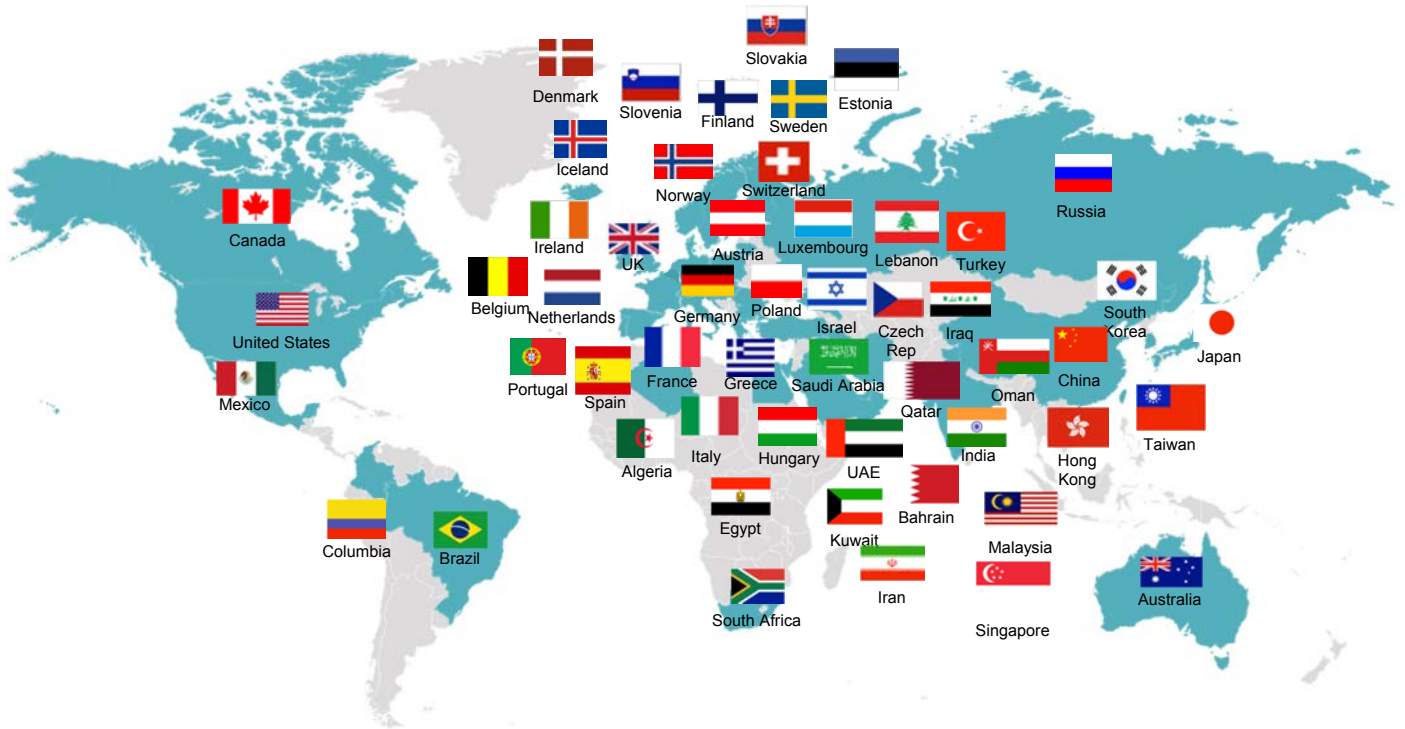 Slovakia
Denmark
Slovenia
Finland
Sweden
Estonia
Iceland
Norway
Switzerland
Canada
Russia
Ireland
UK
Austria
Luxembourg
Lebanon
Turkey
Belgium
Netherlands
Germany
Poland
Israel
Czech
Rep
Iraq
South
Korea
United States
Japan
Mexico
Portugal
Spain
France
Greece
Saudi Arabia
Qatar
Oman
China
Algeria
Italy
Hungary
UAE
India
Hong
Kong
Taiwan
Columbia
Brazil
Egypt
Kuwait
Bahrain
Malaysia
South Africa
Iran
Singapore
Australia